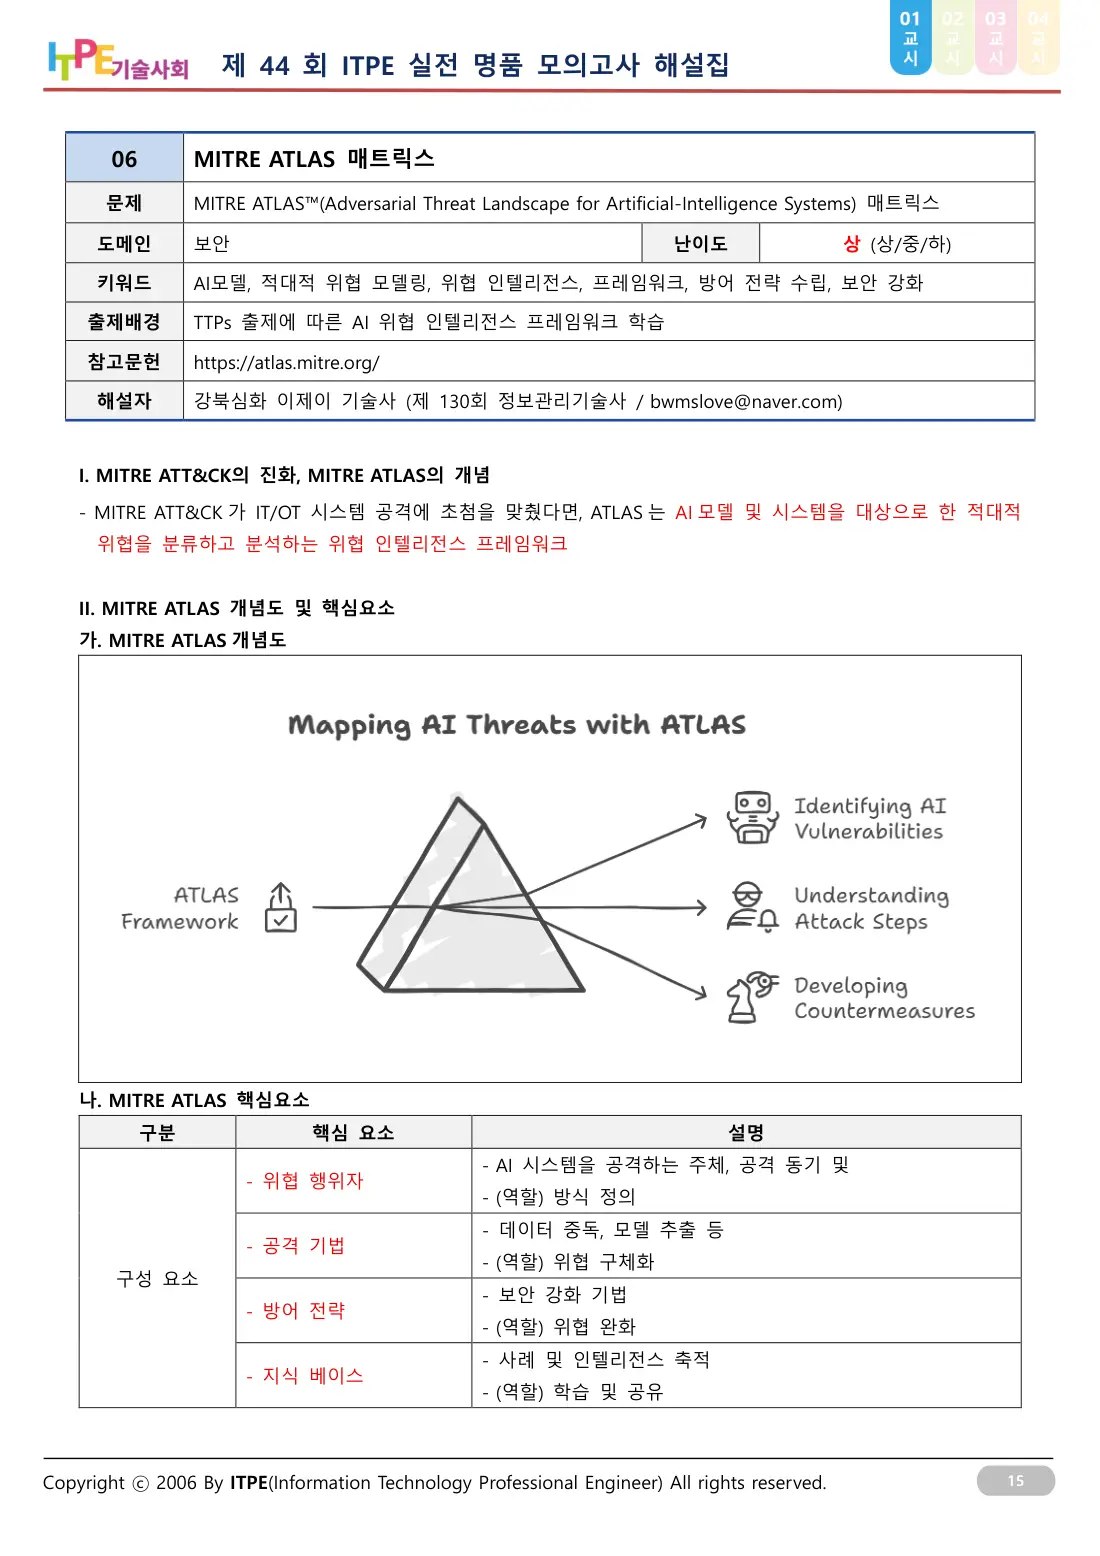 ITPE기술사회 제 44 회 ITPE 실전 명품 모의고사 해설집
01 교 시
02 교 시
03 교 시
04 교 시
06 MITRE ATLAS 매트릭스
문제 MITRE ATLAS™(Adversarial Threat Landscape for Artificial-Intelligence Systems) 매트릭스
도메인 보안 난이도 상 (상/중/하)
키워드 AI모델, 적대적 위협 모델링, 위협 인텔리전스, 프레임워크, 방어 전략 수립, 보안 강화
출제배경 TTPs 출제에 따른 AI 위협 인텔리전스 프레임워크 학습
참고문헌 https://atlas.mitre.org/
해설자 강북심화 이제이 기술사 (제 130회 정보관리기술사 / bwmslove@naver.com)
I. MITRE ATT&CK의 진화, MITRE ATLAS의 개념
- MITRE ATT&CK 가 IT/OT 시스템 공격에 초첨을 맞췄다면, ATLAS 는 AI 모델 및 시스템을 대상으로 한 적대적
위협을 분류하고 분석하는 위협 인텔리전스 프레임워크
II. MITRE ATLAS 개념도 및 핵심요소
가. MITRE ATLAS 개념도
Mapping AI Threats with ATLAS
ATLAS
Framework
Identifying AI
Vulnerabilities
Understanding
Attack Steps
Developing
Countermeasures
나. MITRE ATLAS 핵심요소
구분 핵심 요소 설명
구성 요소
- 위협 행위자
- AI 시스템을 공격하는 주체, 공격 동기 및
- (역할) 방식 정의
- 공격 기법
- 데이터 중독, 모델 추출 등
- (역할) 위협 구체화
- 방어 전략
- 보안 강화 기법
- (역할) 위협 완화
- 지식 베이스
- 사례 및 인텔리전스 축적
- (역할) 학습 및 공유
Copyright ⓒ 2006 By ITPE(Information Technology Professional Engineer) All rights reserved.
15